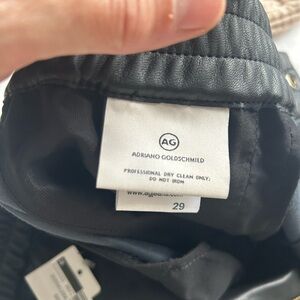 AG
ADRIANO GOLDSCHMIED
PROFESSIONAL DRY CLEAN ONLY;
DO NOT IRON
29